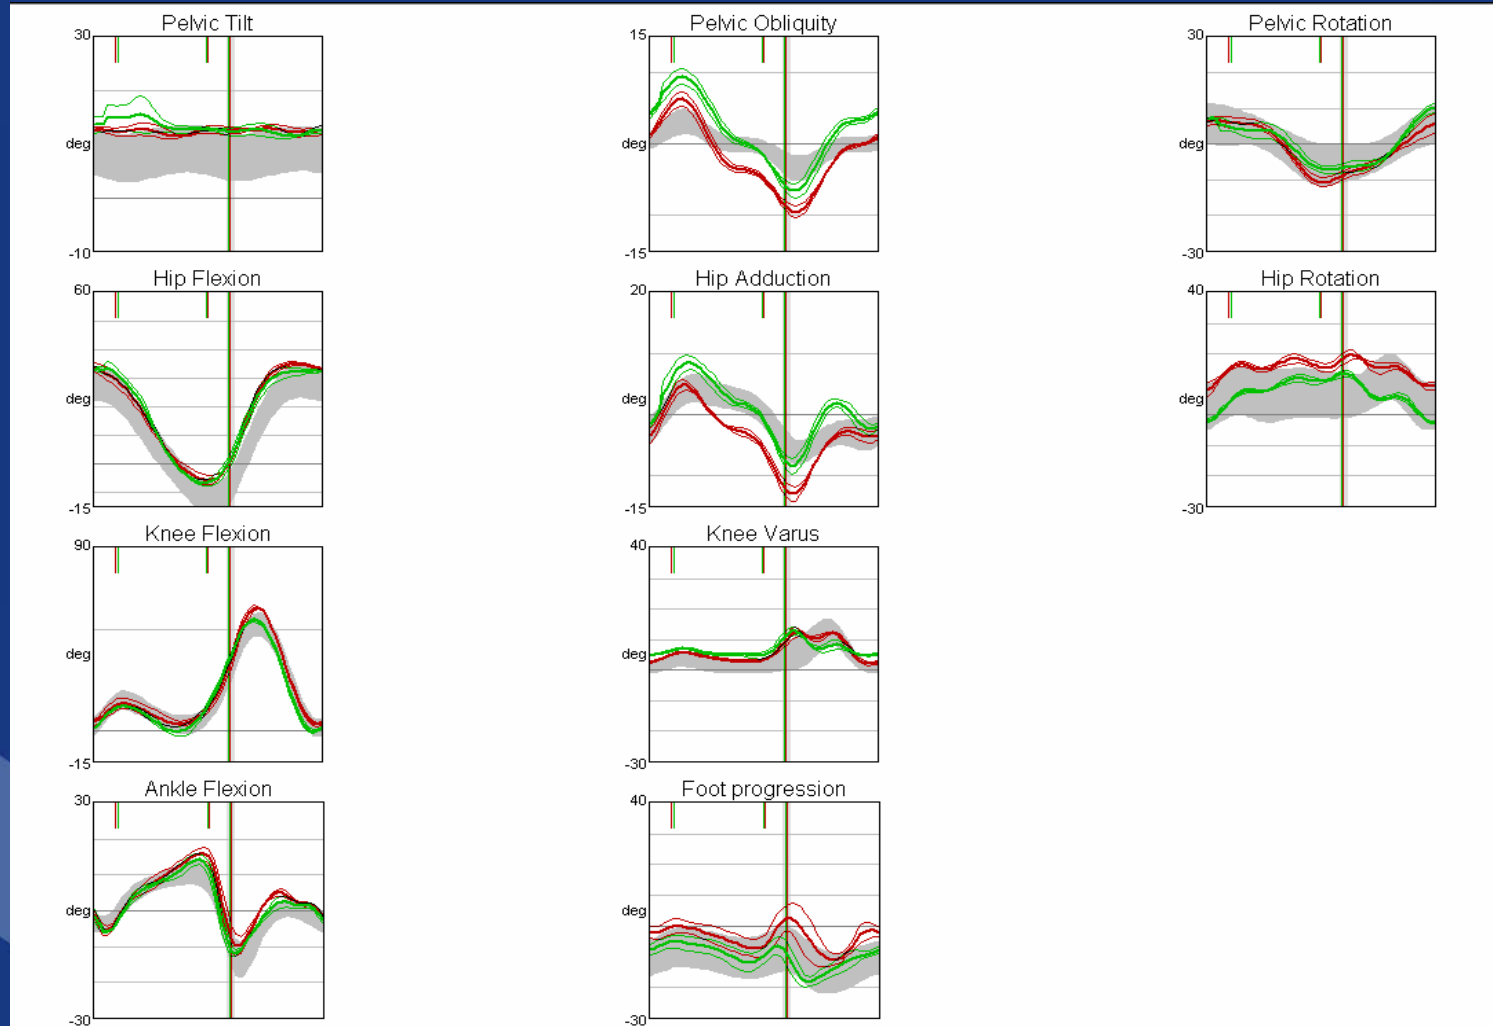 Pelvic Tilt
30
deg
-10
Pelvic Obliquity
15
deg
-15
Pelvic Rotation
30
deg
-30
Hip Flexion
60
deg
-15
Hip Adduction
20
deg
-15
Hip Rotation
40
deg
-30
Knee Flexion
90
deg
-15
Knee Varus
40
deg
-30
Ankle Flexion
30
deg
-30
Foot progression
40
deg
-30